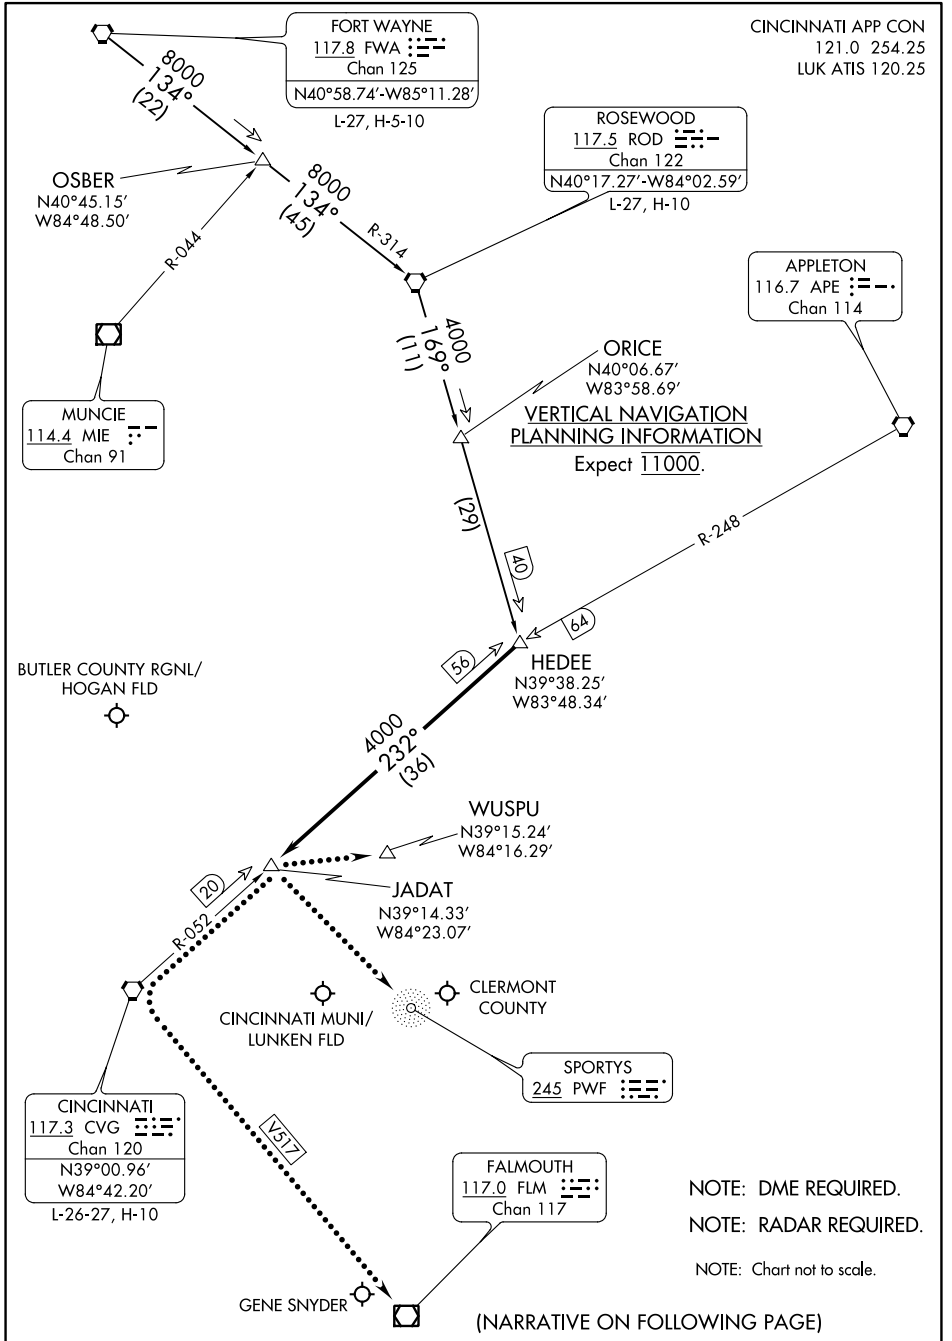 CINCINNATI APP CON
121.0 254.25
LUK ATIS 120.25
FORT WAYNE
117.8 FWA
Chan 125
N40°58.74'-W85°11.28'
L-27, H-5-10
8000
134°
(22)
ROSEWOOD
117.5 ROD
Chan 122
N40°17.27'-W84°02.59'
L-27, H-10
OSBER
N40°45.15'
W84°48.50'
8000
134°
(45)
R-314
R-044
APPLETON
116.7 APE
Chan 114
4000
169°
(11)
ORICE
N40°06.67'
W83°58.69'
VERTICAL NAVIGATION
PLANNING INFORMATION
Expect 11000.
MUNCIE
114.4 MIE
Chan 91
(29)
R-248
40
64
56
HEDEE
N39°38.25'
W83°48.34'
BUTLER COUNTY RGNL/
HOGAN FLD
4000
232°
(36)
WUSPU
N39°15.24'
W84°16.29'
JADAT
N39°14.33'
W84°23.07'
20
R-052
CINCINNATI MUNI/
LUNKEN FLD
CLERMONT
COUNTY
SPORTYS
245 PWF
CINCINNATI
117.3 CVG
Chan 120
N39°00.96'
W84°42.20'
L-26-27, H-10
V517
FALMOUTH
117.0 FLM
Chan 117
NOTE: DME REQUIRED.
NOTE: RADAR REQUIRED.
NOTE: Chart not to scale.
GENE SNYDER
(NARRATIVE ON FOLLOWING PAGE)